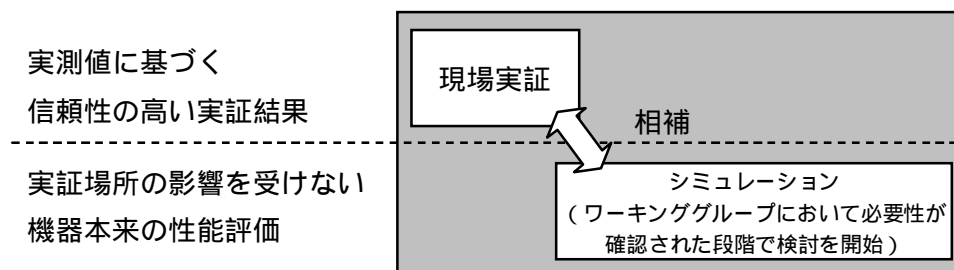 実測値に基づく
信頼性の高い実証結果
現場実証
相補
実証場所の影響を受けない
機器本来の性能評価
シミュレーション
(ワーキンググループにおいて必要性が
確認された段階で検討を開始)